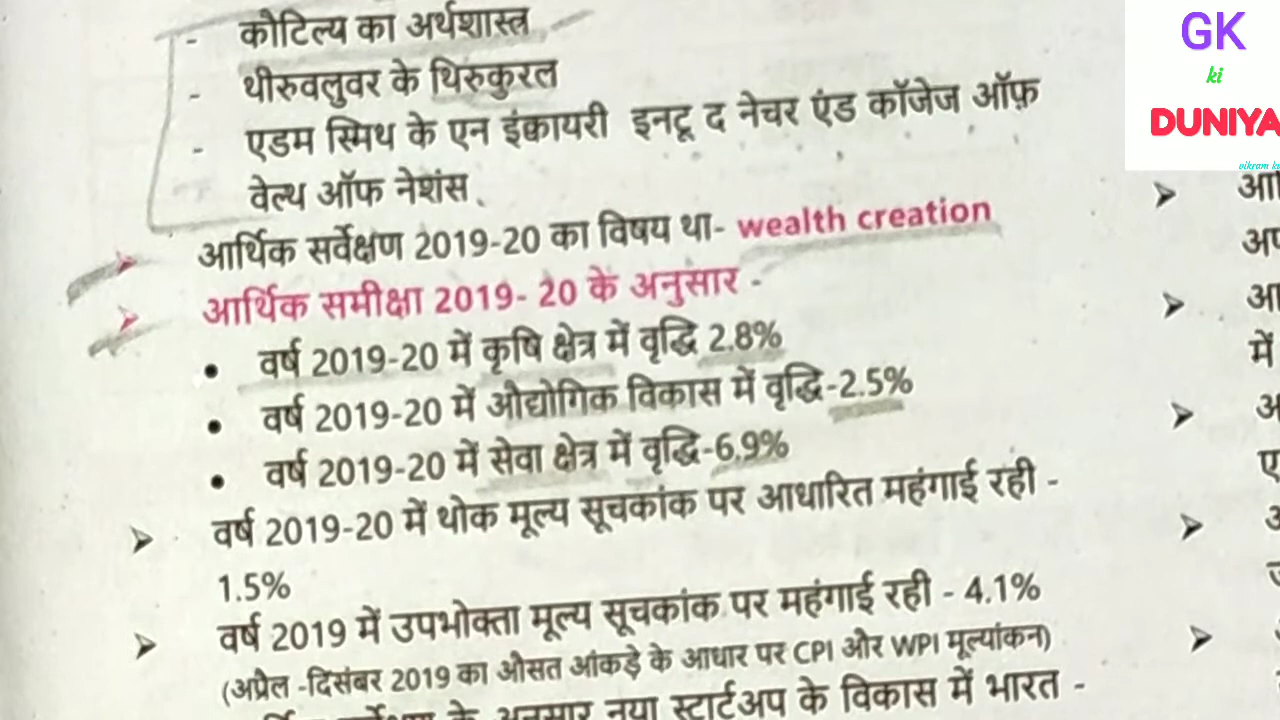 - कौटिल्य का अर्थशास्त्र
- थीरुवलुवर के थिरुकुरल
- एडम स्मिथ के एन इंक्वायरी इनटू द नेचर एंड कॉजेज ऑफ़
वेल्थ ऑफ नेशंस
आर्थिक सर्वेक्षण 2019-20 का विषय था- wealth creation
आर्थिक समीक्षा 2019- 20 के अनुसार -
• वर्ष 2019-20 में कृषि क्षेत्र में वृद्धि 2.8%
• वर्ष 2019-20 में औद्योगिक विकास में वृद्धि-2.5%
• वर्ष 2019-20 में सेवा क्षेत्र में वृद्धि-6.9%
वर्ष 2019-20 में थोक मूल्य सूचकांक पर आधारित महंगाई रही -
1.5%
वर्ष 2019 में उपभोक्ता मूल्य सूचकांक पर महंगाई रही - 4.1%
(अप्रैल -दिसंबर 2019 का औसत आंकड़े के आधार पर CPI और WPI मूल्यांकन)
के अनुसार नया स्टार्टअप के विकास में भारत -
GK
ki
DUNIYA
vikram
में